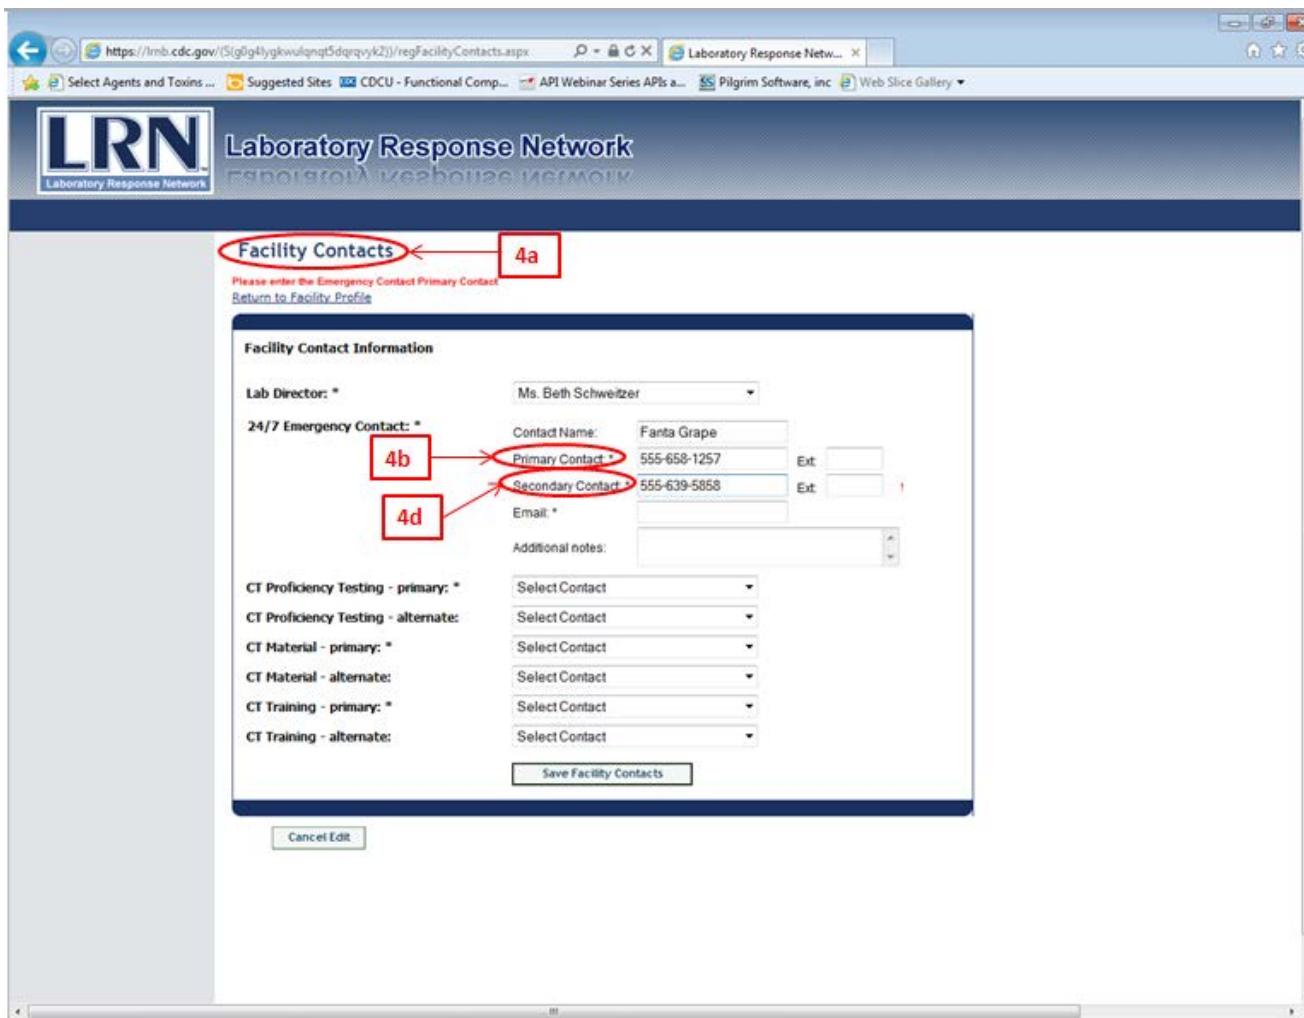 https://lrnb.cdc.gov/(S(g0g4lygkwulqnqt5dqrqvyk2))/regFacilityContacts.aspx
Laboratory Response Netw...
Select Agents and Toxins ...
Suggested Sites
CDCU - Functional Comp...
API Webinar Series APIs a...
Pilgrim Software, inc
Web Slice Gallery
LRN
Laboratory Response Network
Laboratory Response Network
Facility Contacts
4a
Please enter the Emergency Contact Primary Contact
Return to Facility Profile
Facility Contact Information
Lab Director: * Ms. Beth Schweitzer
24/7 Emergency Contact: *
Contact Name: Fanta Grape
4b
Primary Contact: * 555-658-1257 Ext:
Secondary Contact: * 555-639-5858 Ext: !
4d
Email: *
Additional notes:
CT Proficiency Testing - primary: * Select Contact
CT Proficiency Testing - alternate: Select Contact
CT Material - primary: * Select Contact
CT Material - alternate: Select Contact
CT Training - primary: * Select Contact
CT Training - alternate: Select Contact
Save Facility Contacts
Cancel Edit